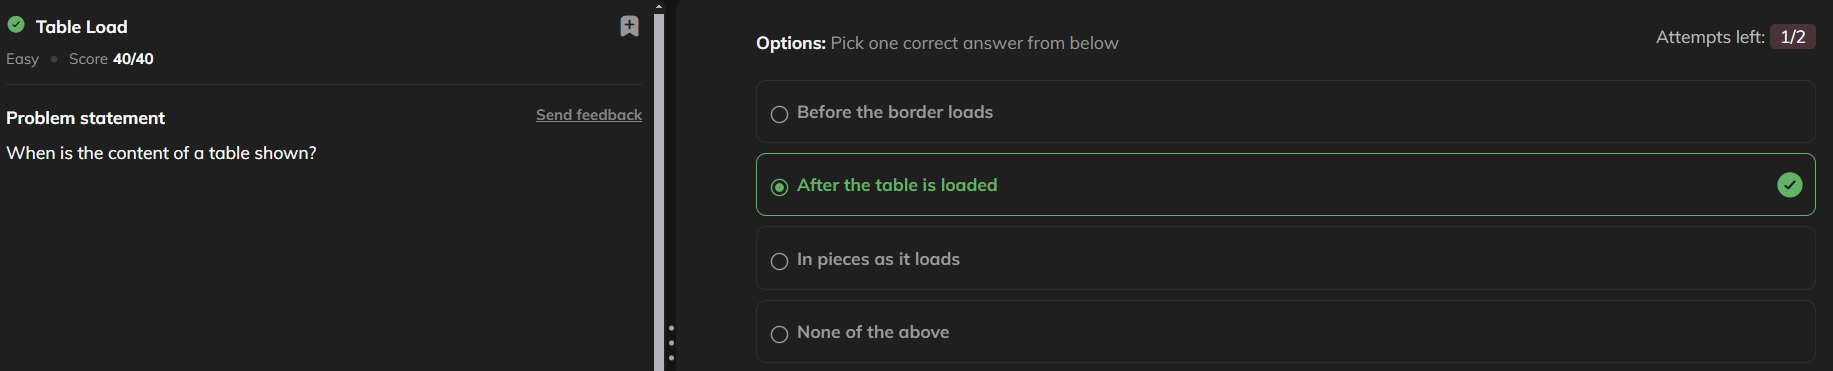 Table Load
Easy Score 40/40
Problem statement
Send feedback
When is the content of a table shown?
Options: Pick one correct answer from below
Attempts left: 1/2
Before the border loads
After the table is loaded
In pieces as it loads
None of the above